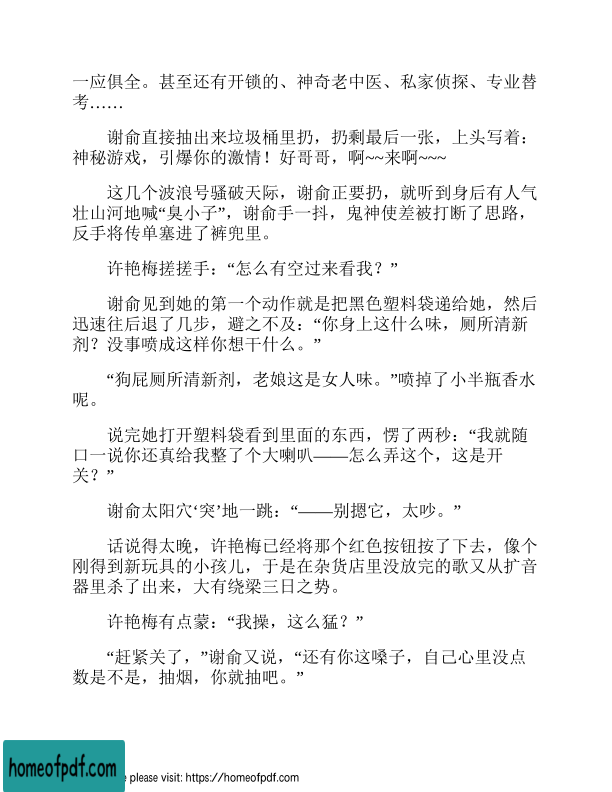 一应俱全。甚至还有开锁的、神奇老中医、私家侦探、专业替
考……
谢俞直接抽出来垃圾桶里扔，扔剩最后一张，上头写着：
神秘游戏，引爆你的激情！好哥哥，啊~~来啊~~~
这几个波浪号骚破天际，谢俞正要扔，就听到身后有人气
壮山河地喊“臭小子”，谢俞手一抖，鬼神使差被打断了思路，
反手将传单塞进了裤兜里。
许艳梅搓搓手：“怎么有空过来看我？”
谢俞见到她的第一个动作就是把黑色塑料袋递给她，然后
迅速往后退了几步，避之不及：“你身上这什么味，厕所清新
剂？没事喷成这样你想干什么。”
“狗屁厕所清新剂，老娘这是女人味。”喷掉了小半瓶香水
呢。
说完她打开塑料袋看到里面的东西，愣了两秒：“我就随
口一说你还真给我整了个大喇叭——怎么弄这个，这是开
关？”
谢俞太阳穴‘突’地一跳：“——别摁它，太吵。”
话说得太晚，许艳梅已经将那个红色按钮按了下去，像个
刚得到新玩具的小孩儿，于是在杂货店里没放完的歌又从扩音
器里杀了出来，大有绕梁三日之势。
许艳梅有点蒙：“我操，这么猛？”
“赶紧关了，”谢俞又说，“还有你这嗓子，自己心里没点
数是不是，抽烟，你就抽吧。”
homeofpdf.com
e please visit: https://homeofpdf.com